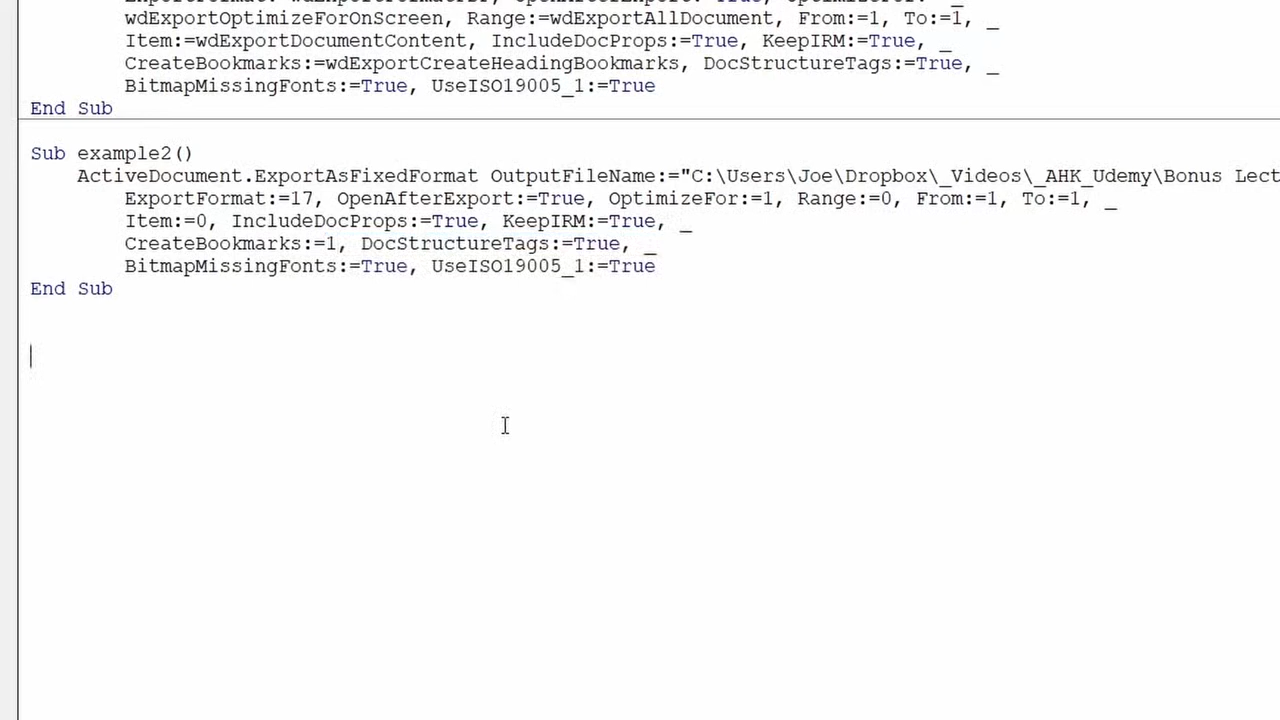 wdExportOptimizeForOnScreen, Range:=wdExportAllDocument, From:=1, To:=1, _
Item:=wdExportDocumentContent, IncludeDocProps:=True, KeepIRM:=True, _
CreateBookmarks:=wdExportCreateHeadingBookmarks, DocStructureTags:=True, _
BitmapMissingFonts:=True, UseISO19005_1:=True
End Sub
Sub example2()
ActiveDocument.ExportAsFixedFormat OutputFileName:="C:\Users\Joe\Dropbox\_Videos\_AHK_Udemy\Bonus Lect
ExportFormat:=17, OpenAfterExport:=True, OptimizeFor:=1, Range:=0, From:=1, To:=1, _
Item:=0, IncludeDocProps:=True, KeepIRM:=True, _
CreateBookmarks:=1, DocStructureTags:=True, _
BitmapMissingFonts:=True, UseISO19005_1:=True
End Sub